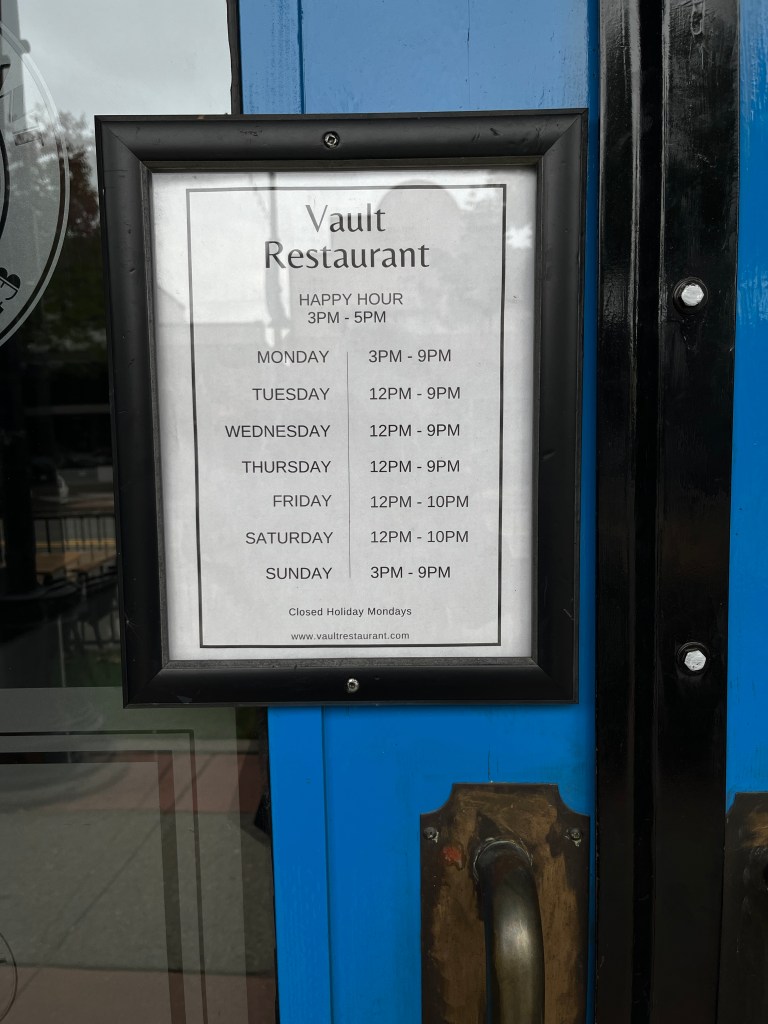 Vault
Restaurant
HAPPY HOUR
3PM - 5PM
MONDAY 3PM - 9PM
TUESDAY 12PM - 9PM
WEDNESDAY 12PM - 9PM
THURSDAY 12PM - 9PM
FRIDAY 12PM - 10PM
SATURDAY 12PM - 10PM
SUNDAY 3PM - 9PM
Closed Holiday Mondays
www.vaultrestaurant.com